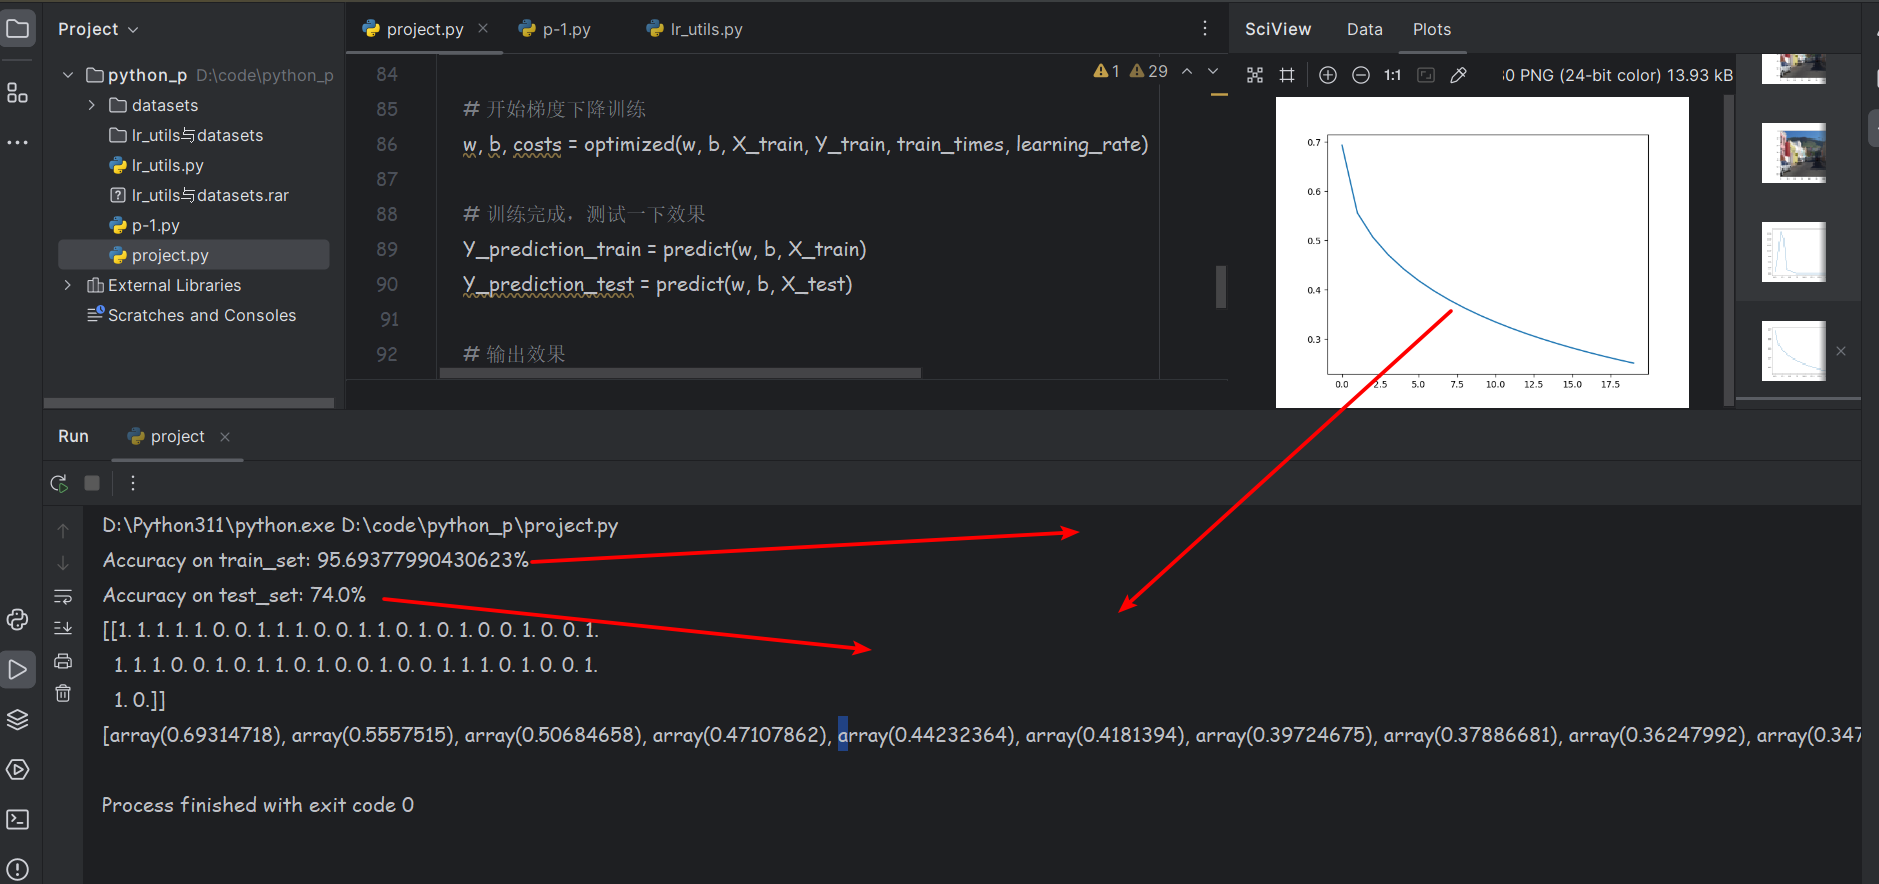 Project
python_p D:\code\python_p
datasets
lr_utils与datasets
lr_utils.py
lr_utils与datasets.rar
p-1.py
project.py
External Libraries
Scratches and Consoles
project.py
p-1.py
lr_utils.py
1 29
84
85 # 开始梯度下降训练
86 w, b, costs = optimized(w, b, X_train, Y_train, train_times, learning_rate)
87
88 # 训练完成，测试一下效果
89 Y_prediction_train = predict(w, b, X_train)
90 Y_prediction_test = predict(w, b, X_test)
91
92 # 输出效果
SciView Data Plots
1:1 PNG (24-bit color) 13.93 kB
0.7
0.6
0.5
0.4
0.3
0.0 2.5 5.0 7.5 10.0 12.5 15.0 17.5
Run project
D:\Python311\python.exe D:\code\python_p\project.py
Accuracy on train_set: 95.69377990430623%
Accuracy on test_set: 74.0%
[[1. 1. 1. 1. 1. 0. 0. 1. 1. 1. 0. 0. 1. 1. 0. 1. 0. 1. 0. 0. 1. 0. 0. 1.
1. 1. 1. 0. 0. 1. 0. 1. 1. 0. 1. 0. 0. 1. 0. 0. 1. 1. 1. 0. 1. 0. 0. 1.
1. 0.]]
[array(0.69314718), array(0.5557515), array(0.50684658), array(0.47107862), array(0.44232364), array(0.4181394), array(0.39724675), array(0.37886681), array(0.36247992), array(0.347
Process finished with exit code 0